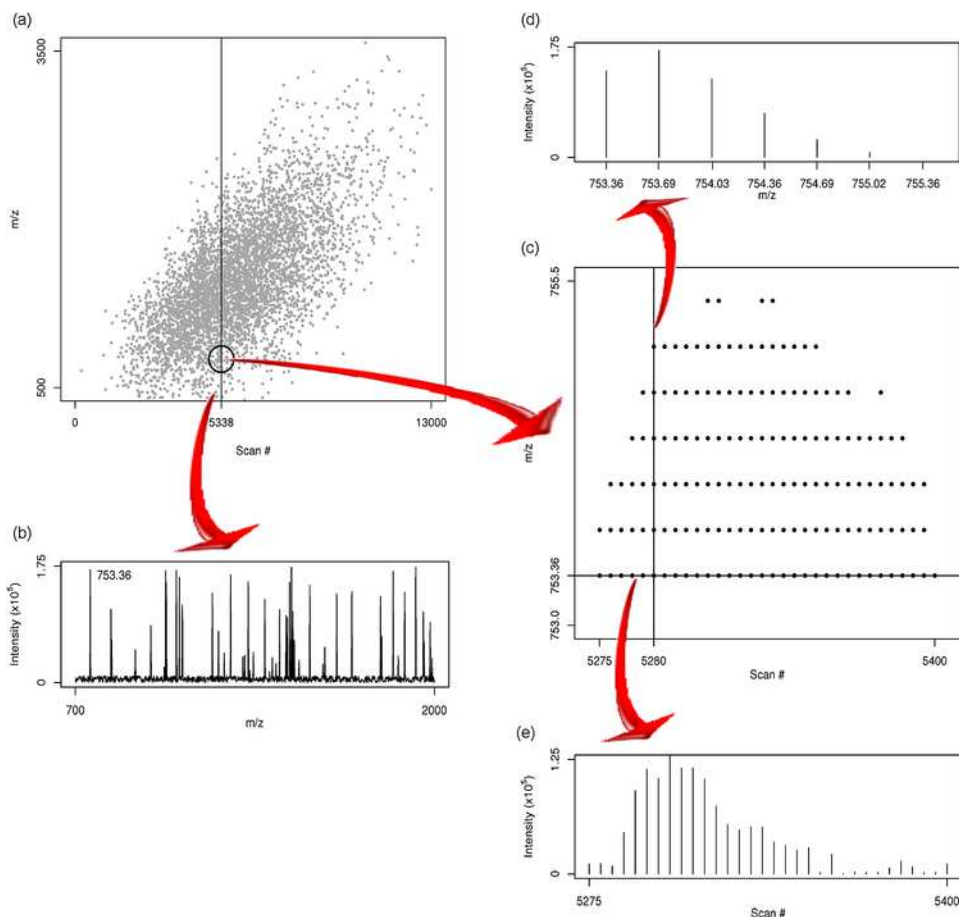 (a)
3500
m/z
500
0
5338
13000
Scan #
(b)
1.75
Intensity (x10⁵)
0
753.36
700
2000
m/z
(d)
1.75
Intensity (x10⁵)
0
753.36
753.69
754.03
754.36
754.69
755.02
755.36
m/z
(c)
755.5
m/z
753.36
753.0
5275
5280
5400
Scan #
(e)
1.25
Intensity (x10⁵)
0
5275
5400
Scan #